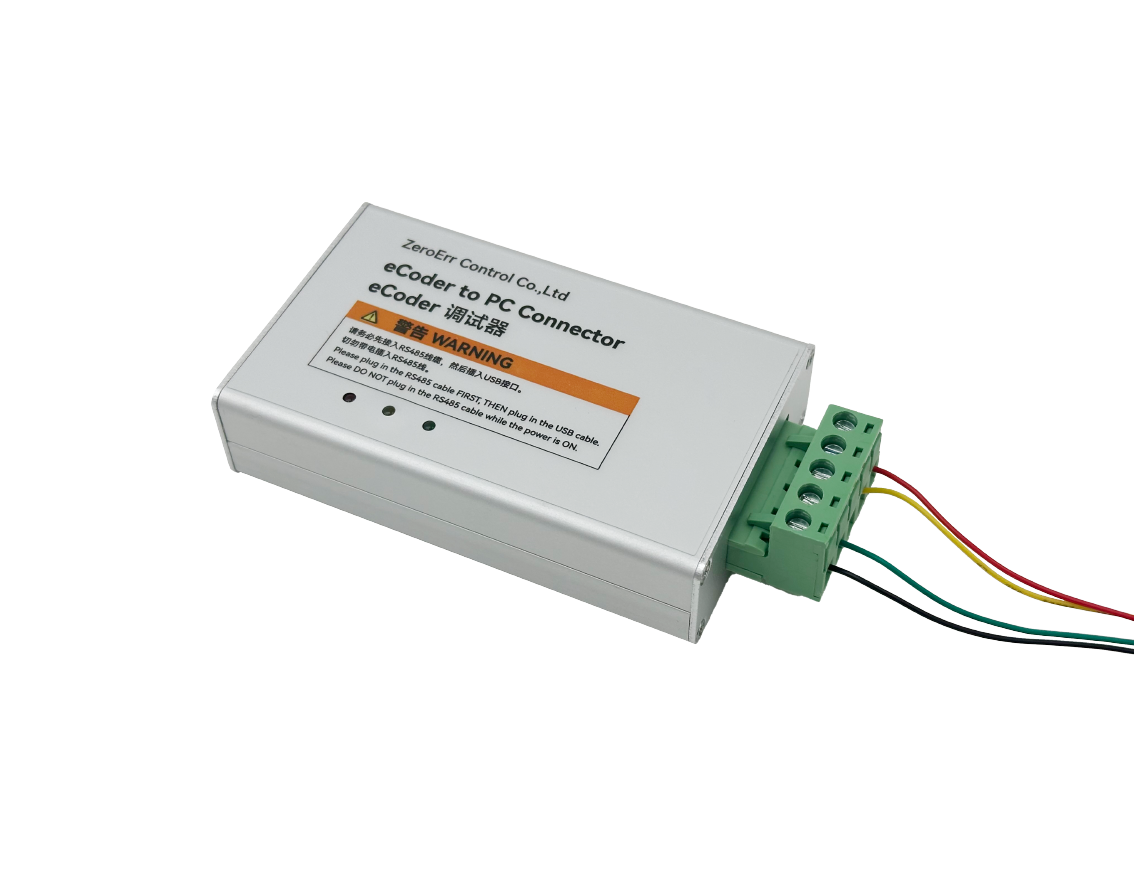 ZeroErr Control Co.,Ltd
eCoder to PC Connector
eCoder 调试器
警告 WARNING
请务必先接入RS485线缆，然后插入USB接口。
切勿带电插入RS485线。
Please plug in the RS485 cable FIRST, THEN plug in the USB cable.
Please DO NOT plug in the RS485 cable while the power is ON.